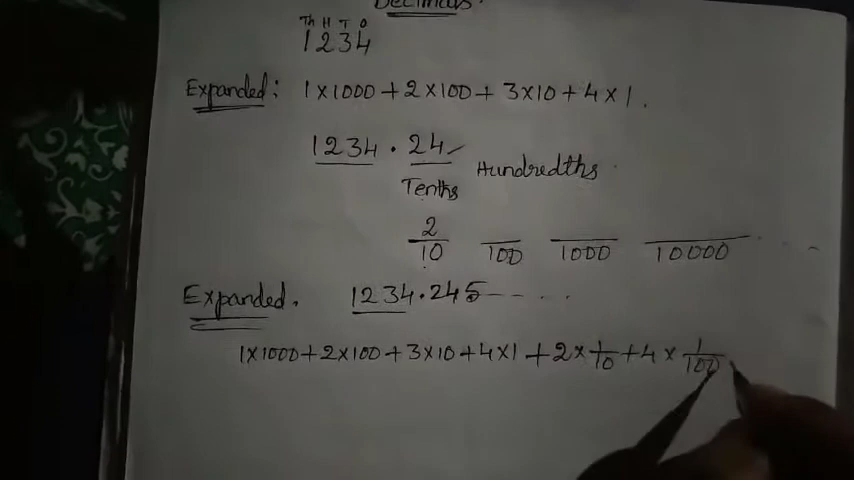 Decimals.
Th H T O
1234
Expanded: 1×1000+2×100+3×10+4×1.
1234.24
Tenths Hundredths
2/10 /100 /1000 /10000 - - -
Expanded. 1234.245-----
1×1000+2×100+3×10+4×1+2×1/10+4×1/100